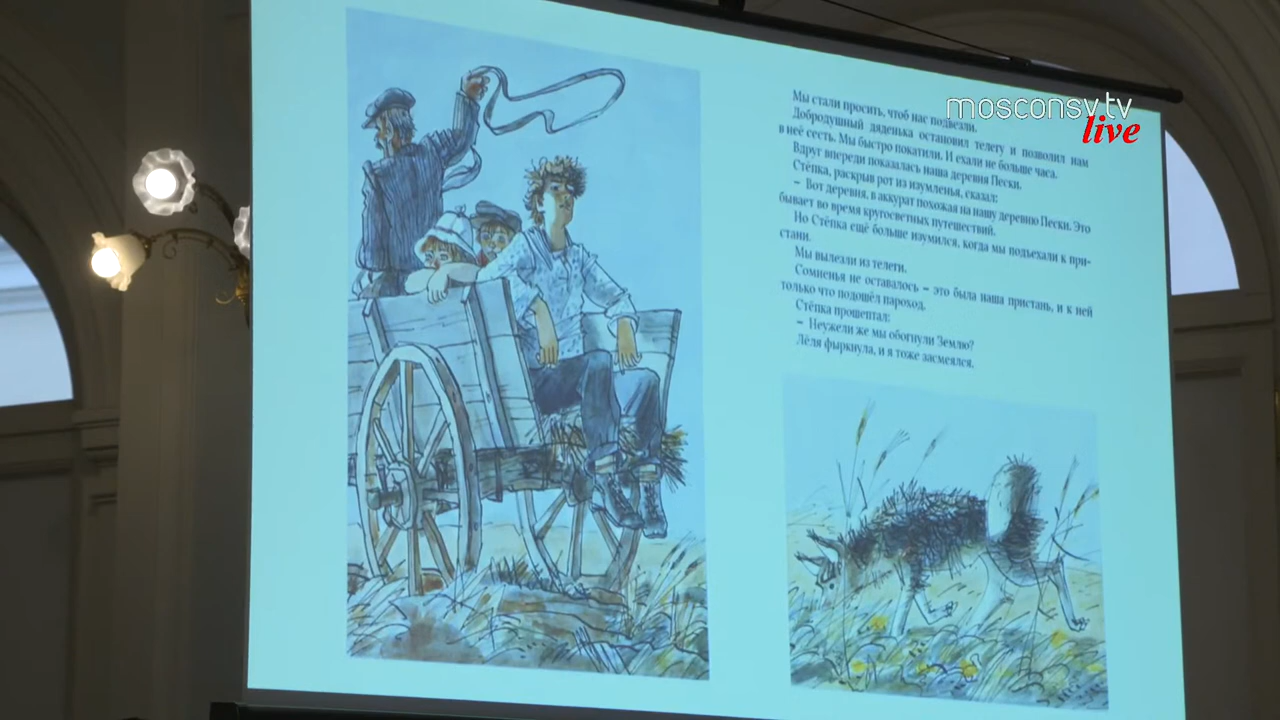 mosconsv.tv
live
Мы стали просить, чтоб нас подвезли.
Добродушный дяденька остановил телегу и позволил нам
в неё сесть. Мы быстро покатили. И ехали не больше часа.
Вдруг впереди показалась наша деревня Пески.
Стёпка, раскрыв рот из изумленья, сказал:
– Вот деревня, в аккурат похожая на нашу деревню Пески. Это
бывает во время кругосветных путешествий.
Но Стёпка ещё больше изумился, когда мы подъехали к при-
стани.
Мы вылезли из телеги.
Сомненья не оставалось – это была наша пристань, и к ней
только что подошёл пароход.
Стёпка прошептал:
– Неужели же мы обогнули Землю?
Лёля фыркнула, и я тоже засмеялся.